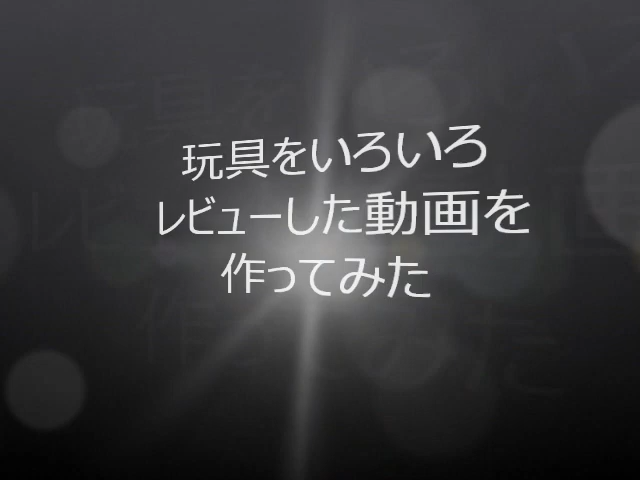 玩具をいろいろ
レビューした動画を
作ってみた